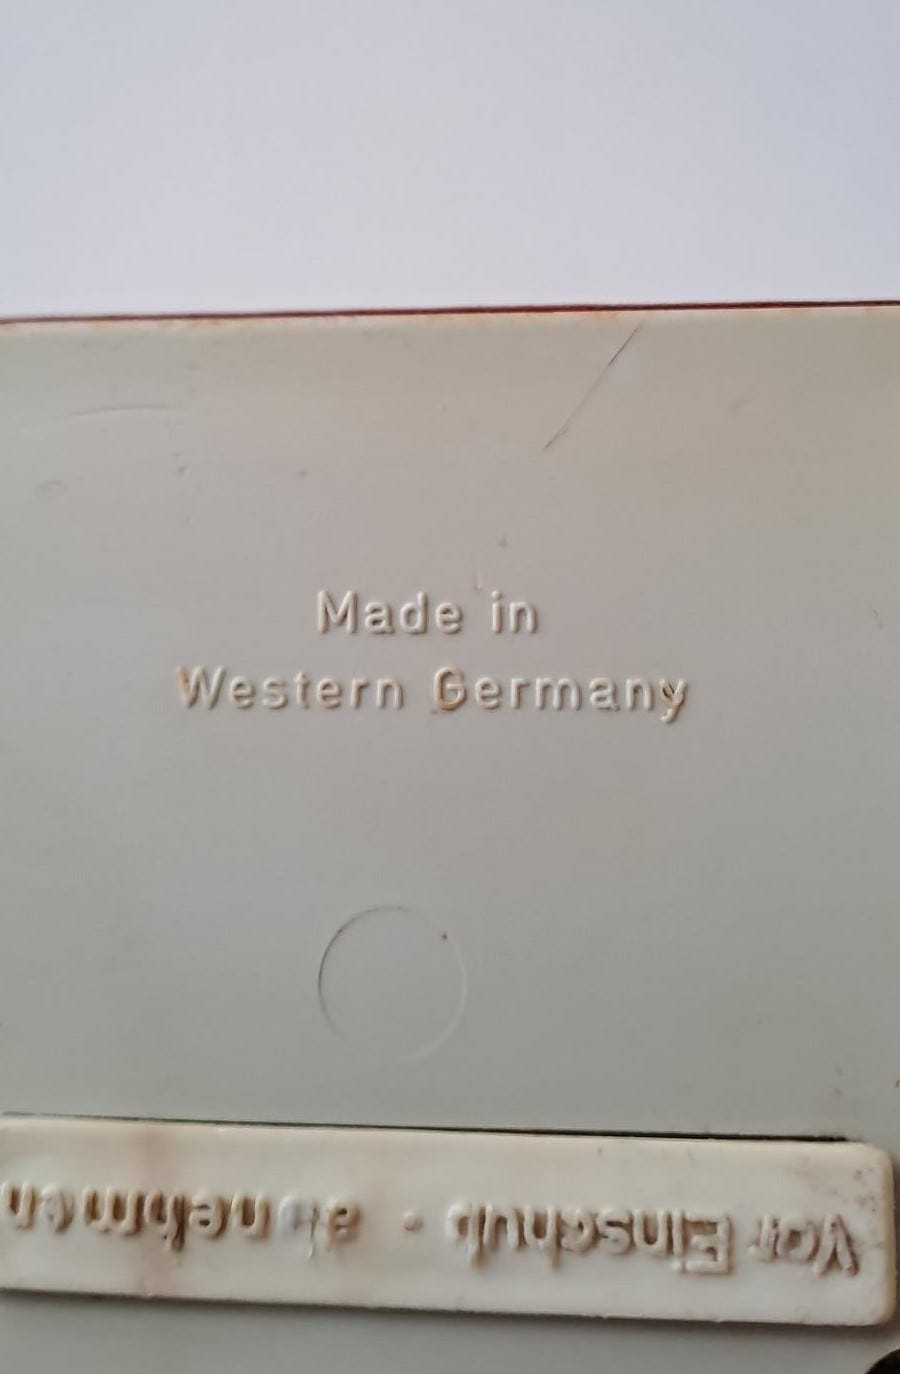 Made in
Western Germany
Vor Einschub - abnehmen